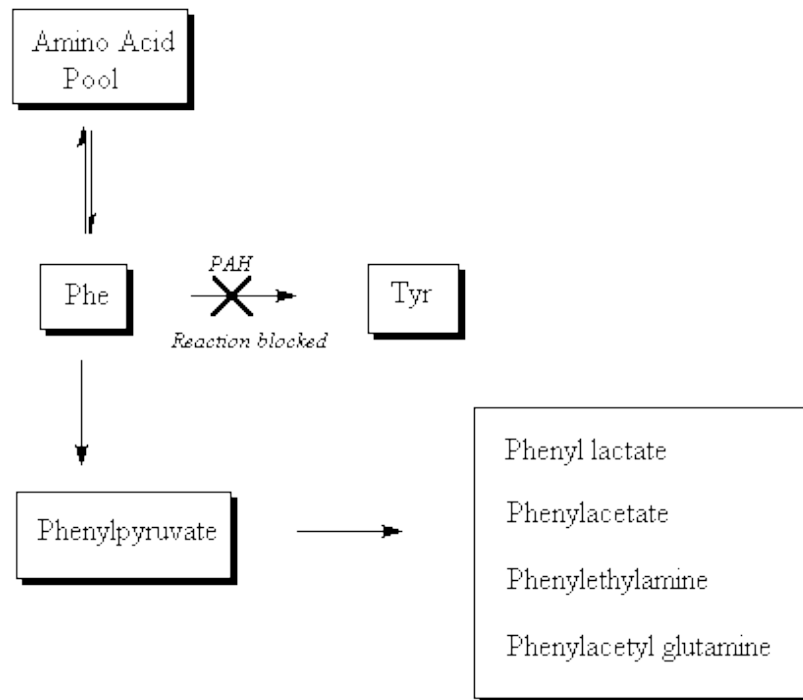 Amino Acid
Pool
Phe
PAH
Reaction blocked
Tyr
Phenylpyruvate
Phenyl lactate
Phenylacetate
Phenylethylamine
Phenylacetyl glutamine